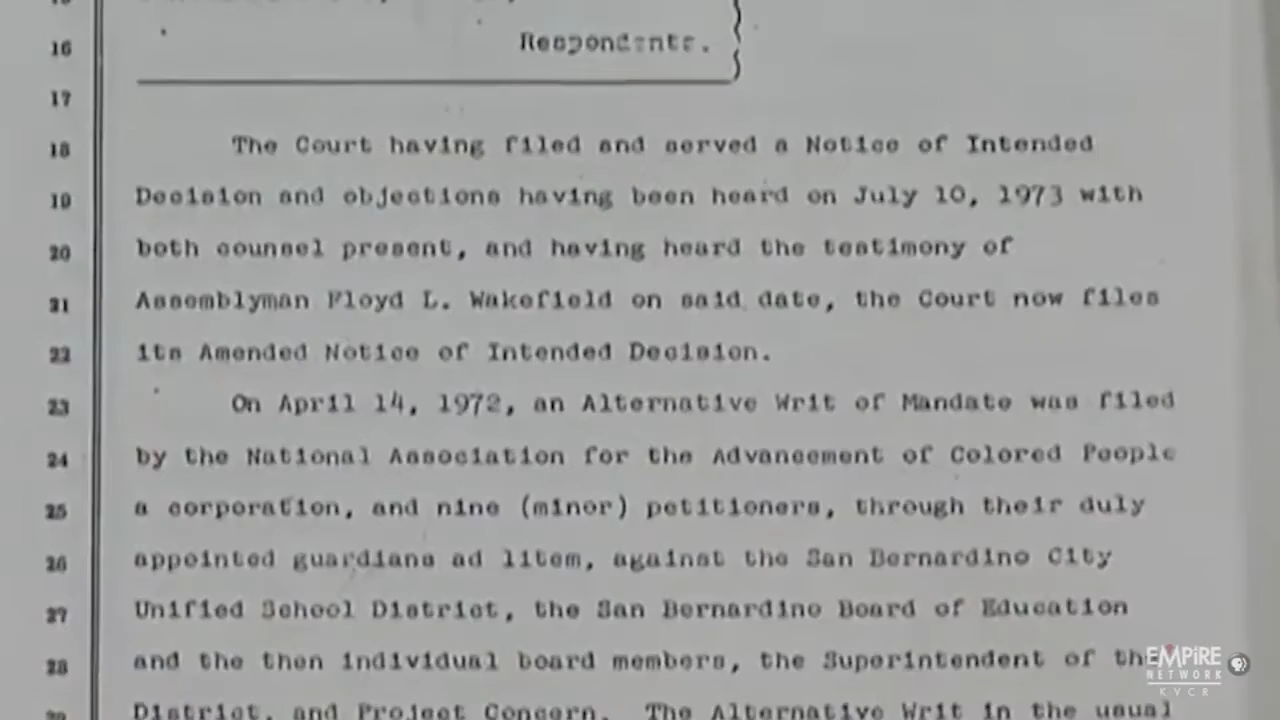 16
Respondents.
17
18 The Court having filed and served a Notice of Intended
19 Decision and objections having been heard on July 10, 1973 with
20 both counsel present, and having heard the testimony of
21 Assemblyman Floyd L. Wakefield on said date, the Court now files
22 its Amended Notice of Intended Decision.
23 On April 14, 1972, an Alternative Writ of Mandate was filed
24 by the National Association for the Advancement of Colored People
25 a corporation, and nine (minor) petitioners, through their duly
26 appointed guardians ad litem, against the San Bernardino City
27 Unified School District, the San Bernardino Board of Education
28 and the then individual board members, the Superintendent of the
District, and Project Concern. The Alternative Writ in the usual
EMPIRE
NETWORK
KVCR
PBS